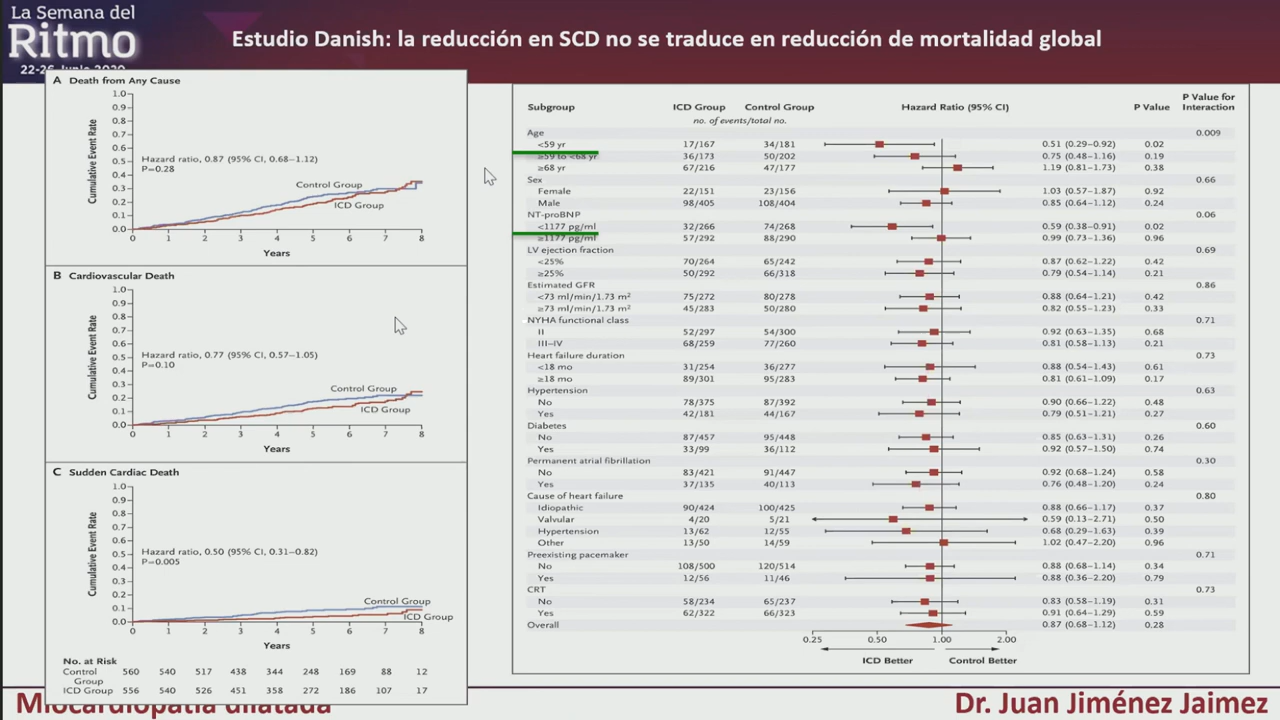 La Semana del
Ritmo
22-26 Junio 2020
Estudio Danish: la reducción en SCD no se traduce en reducción de mortalidad global
A Death from Any Cause
Cumulative Event Rate
1.0
0.9
0.8
0.7
0.6
0.5
0.4
0.3
0.2
0.1
0.0
Hazard ratio, 0.87 (95% CI, 0.68–1.12)
P=0.28
Control Group
ICD Group
0 1 2 3 4 5 6 7 8
Years
B Cardiovascular Death
Cumulative Event Rate
1.0
0.9
0.8
0.7
0.6
0.5
0.4
0.3
0.2
0.1
0.0
Hazard ratio, 0.77 (95% CI, 0.57–1.05)
P=0.10
Control Group
ICD Group
0 1 2 3 4 5 6 7 8
Years
C Sudden Cardiac Death
Cumulative Event Rate
1.0
0.9
0.8
0.7
0.6
0.5
0.4
0.3
0.2
0.1
0.0
Hazard ratio, 0.50 (95% CI, 0.31–0.82)
P=0.005
Control Group
ICD Group
0 1 2 3 4 5 6 7 8
Years
No. at Risk
Control Group 560 540 517 438 344 248 169 88 12
ICD Group 556 540 526 451 358 272 186 107 17
Subgroup ICD Group Control Group Hazard Ratio (95% CI) P Value P Value for Interaction
no. of events/total no.
Age 0.009
<59 yr 17/167 34/181 0.51 (0.29–0.92) 0.02
≥59 to <68 yr 36/173 50/202 0.75 (0.48–1.16) 0.19
≥68 yr 67/216 47/177 1.19 (0.81–1.73) 0.38
Sex 0.66
Female 22/151 23/156 1.03 (0.57–1.87) 0.92
Male 98/405 108/404 0.85 (0.64–1.12) 0.24
NT-proBNP 0.06
<1177 pg/ml 32/266 74/268 0.59 (0.38–0.91) 0.02
≥1177 pg/ml 57/292 88/290 0.99 (0.73–1.36) 0.96
LV ejection fraction 0.69
<25% 70/264 65/242 0.87 (0.62–1.22) 0.42
≥25% 50/292 66/318 0.79 (0.54–1.14) 0.21
Estimated GFR 0.86
<73 ml/min/1.73 m² 75/272 80/278 0.88 (0.64–1.21) 0.42
≥73 ml/min/1.73 m² 45/283 50/280 0.82 (0.55–1.23) 0.33
NYHA functional class 0.71
II 52/297 54/300 0.92 (0.63–1.35) 0.68
III–IV 68/259 77/260 0.81 (0.58–1.13) 0.21
Heart failure duration 0.73
<18 mo 31/254 36/277 0.88 (0.54–1.43) 0.61
≥18 mo 89/301 95/283 0.81 (0.61–1.09) 0.17
Hypertension 0.63
No 78/375 87/392 0.90 (0.66–1.22) 0.48
Yes 42/181 44/167 0.79 (0.51–1.21) 0.27
Diabetes 0.60
No 87/457 95/448 0.85 (0.63–1.31) 0.26
Yes 33/99 36/112 0.92 (0.57–1.50) 0.74
Permanent atrial fibrillation 0.30
No 83/421 91/447 0.92 (0.68–1.24) 0.58
Yes 37/135 40/113 0.76 (0.48–1.20) 0.24
Cause of heart failure 0.80
Idiopathic 90/424 100/425 0.88 (0.66–1.17) 0.37
Valvular 4/20 5/21 0.59 (0.13–2.71) 0.50
Hypertension 13/62 12/55 0.68 (0.29–1.63) 0.39
Other 13/50 14/59 1.02 (0.47–2.20) 0.96
Preexisting pacemaker 0.71
No 108/500 120/514 0.88 (0.68–1.14) 0.34
Yes 12/56 11/46 0.88 (0.36–2.20) 0.79
CRT 0.73
No 58/234 65/237 0.83 (0.58–1.19) 0.31
Yes 62/322 66/323 0.91 (0.64–1.29) 0.59
Overall 0.87 (0.68–1.12) 0.28
0.25 0.50 1.00 2.00
ICD Better Control Better
Miocardiopatía dilatada
Dr. Juan Jiménez Jaimez